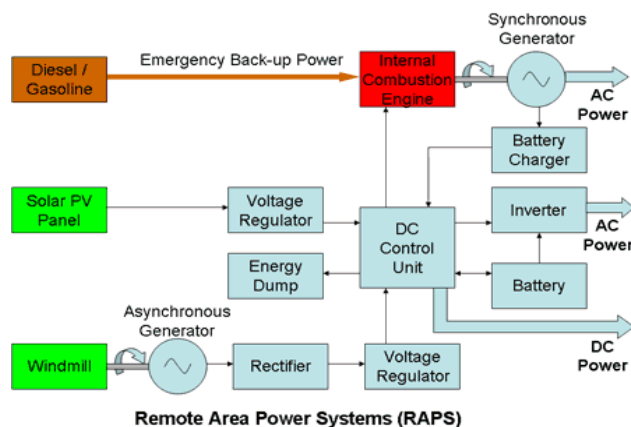 Synchronous
Generator
Emergency Back-up Power
Diesel /
Gasoline
Internal
Combustion
Engine
AC
Power
Battery
Charger
Solar PV
Panel
Voltage
Regulator
DC
Control
Unit
Inverter
AC
Power
Energy
Dump
Battery
Asynchronous
Generator
Windmill
Rectifier
Voltage
Regulator
DC
Power
Remote Area Power Systems (RAPS)